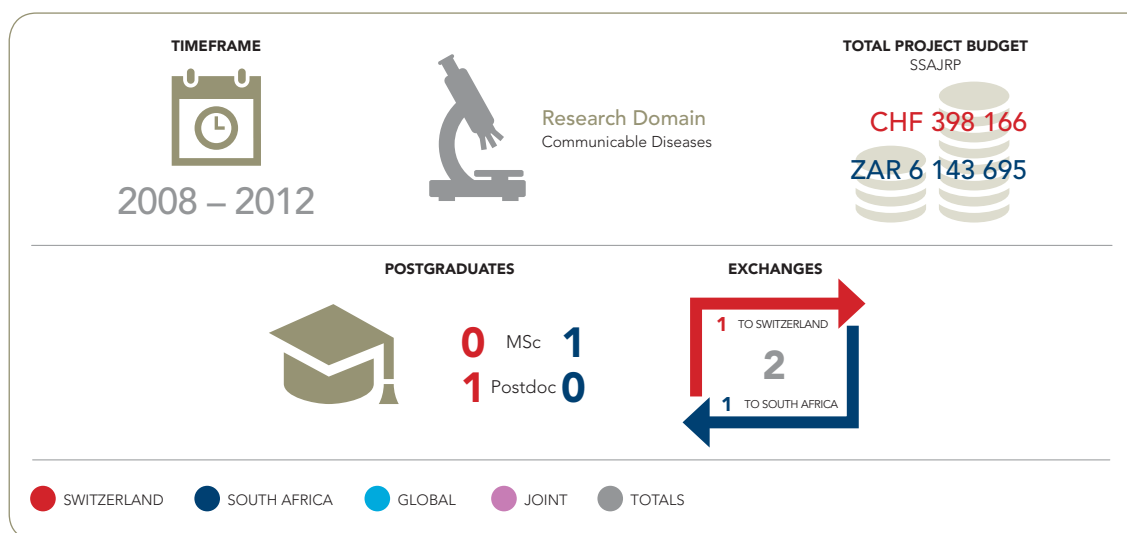 TIMEFRAME
2008 – 2012
Research Domain
Communicable Diseases
TOTAL PROJECT BUDGET
SSAJRP
CHF 398 166
ZAR 6 143 695
POSTGRADUATES
0 MSc 1
1 Postdoc 0
EXCHANGES
1 TO SWITZERLAND
2
1 TO SOUTH AFRICA
SWITZERLAND SOUTH AFRICA GLOBAL JOINT TOTALS